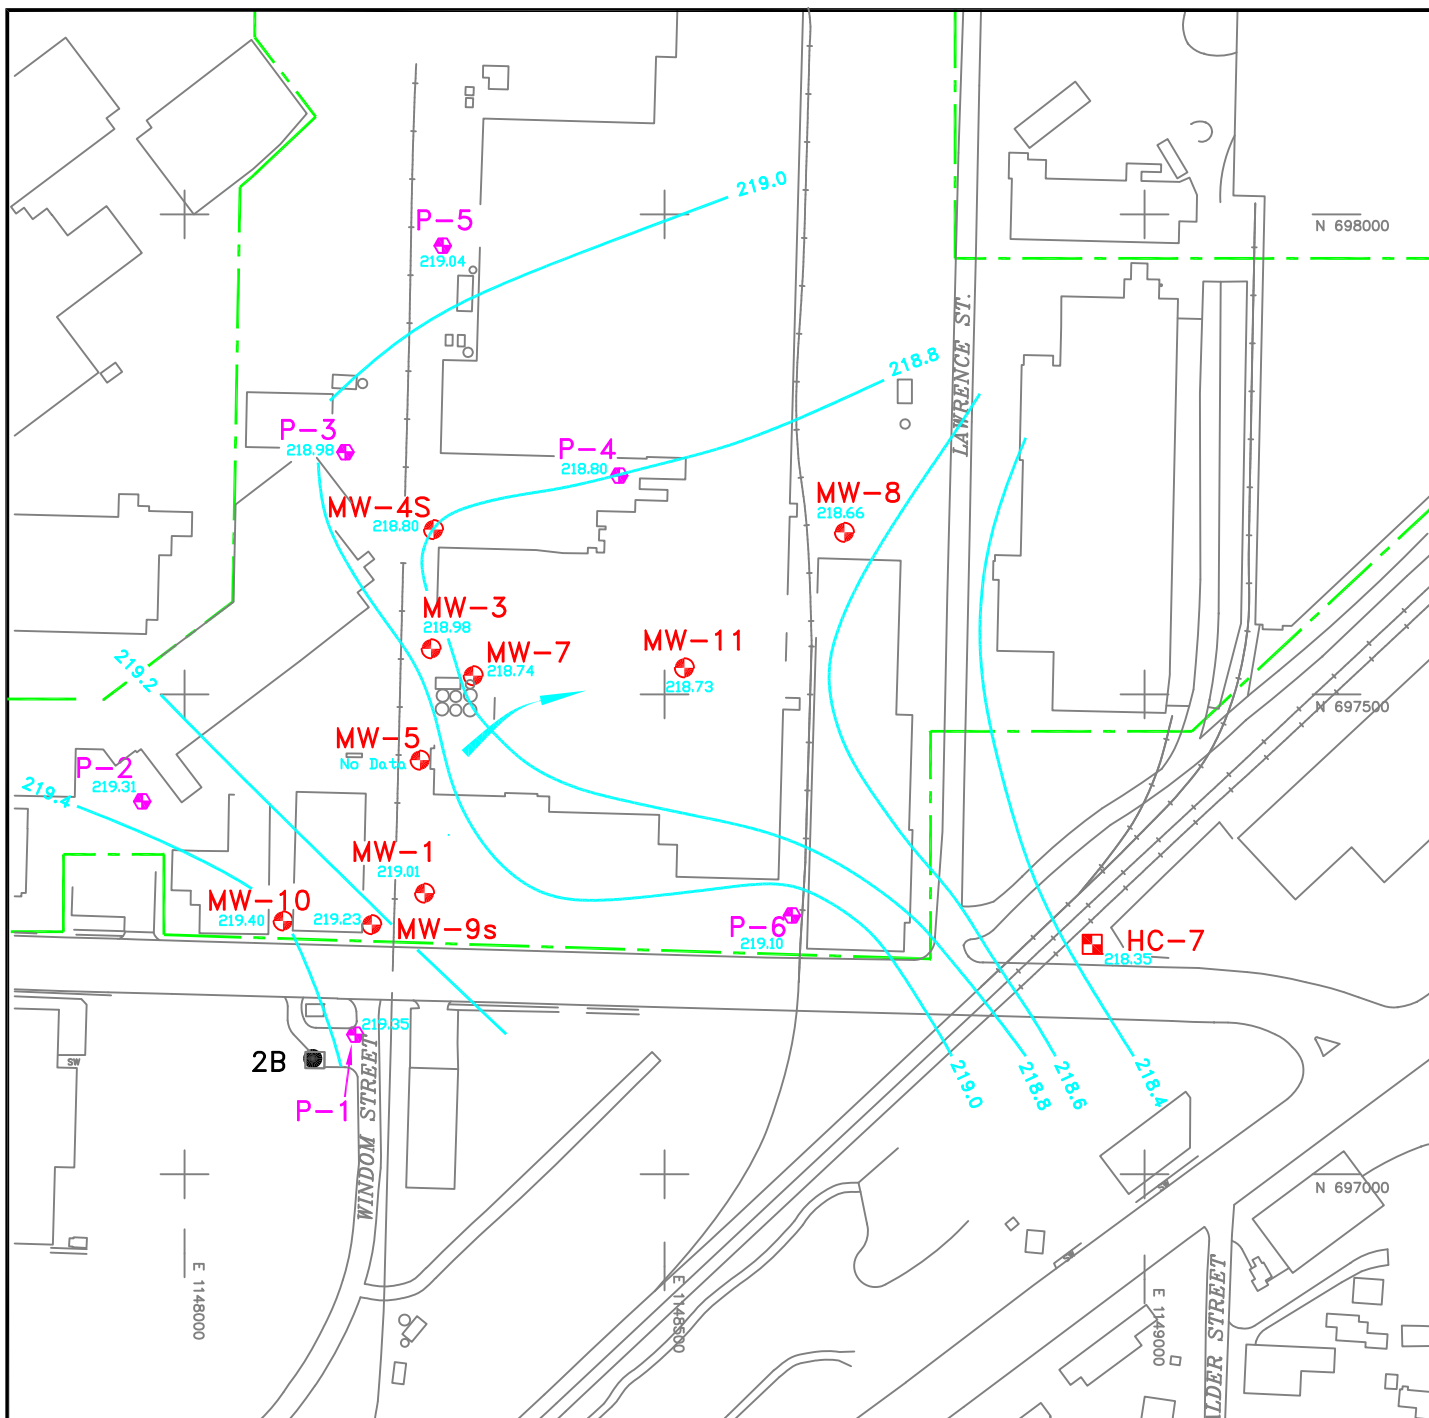 219.0
P-5
219.04
N 698000
LAWRENCE ST.
218.8
P-3
218.98
P-4
218.80
MW-4S
218.80
MW-8
218.66
MW-3
218.98
MW-7
218.74
MW-11
218.73
219.2
N 697500
MW-5
No Data
P-2
219.31
219.4
MW-1
219.01
MW-10
219.40
219.23
MW-9s
P-6
219.10
HC-7
218.35
219.35
2B
P-1
WINDOM STREET
SW
219.0
218.8
218.6
218.4
N 697000
SW
SW
E 1148000
E 1148500
E 1149000
LDER STREET